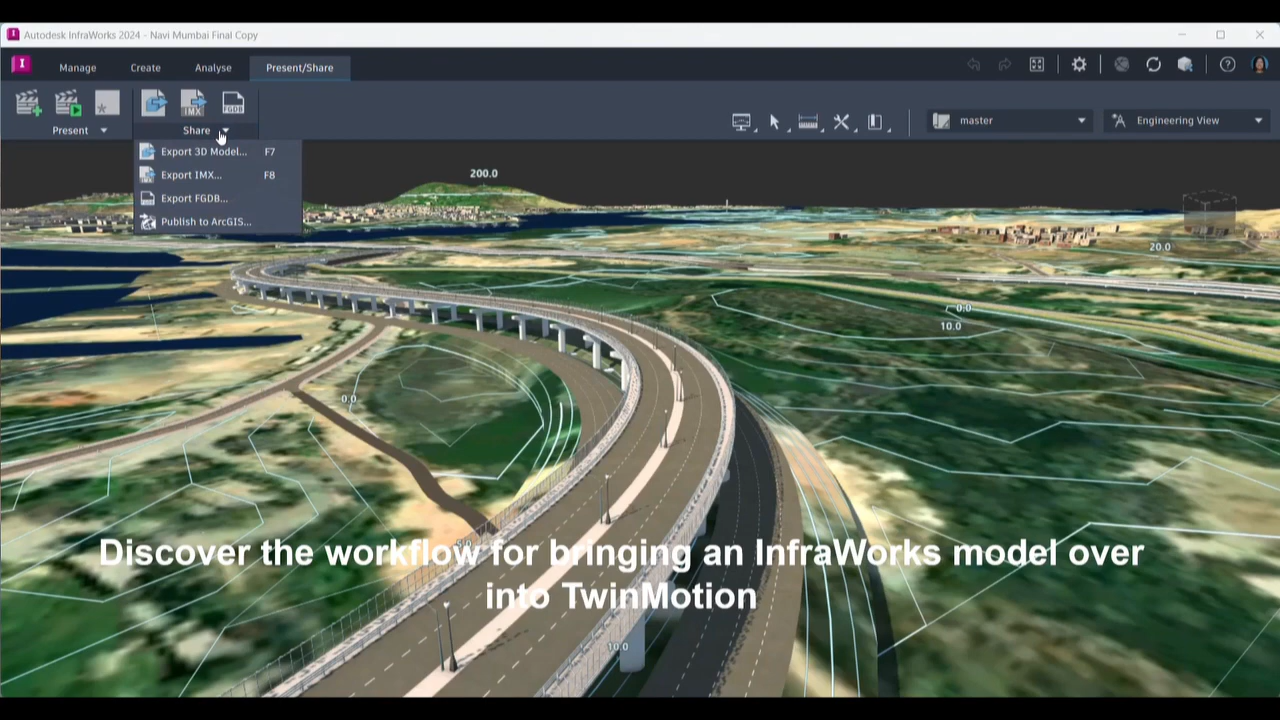 Autodesk InfraWorks 2024 - Navi Mumbai Final Copy
I
Manage Create Analyse Present/Share
IMX FGDB
Present Share
master Engineering View
Export 3D Model... F7
Export IMX... F8
Export FGDB...
Publish to ArcGIS...
200.0
20.0
0.0
10.0
0.0
Discover the workflow for bringing an InfraWorks model over
into TwinMotion
10.0